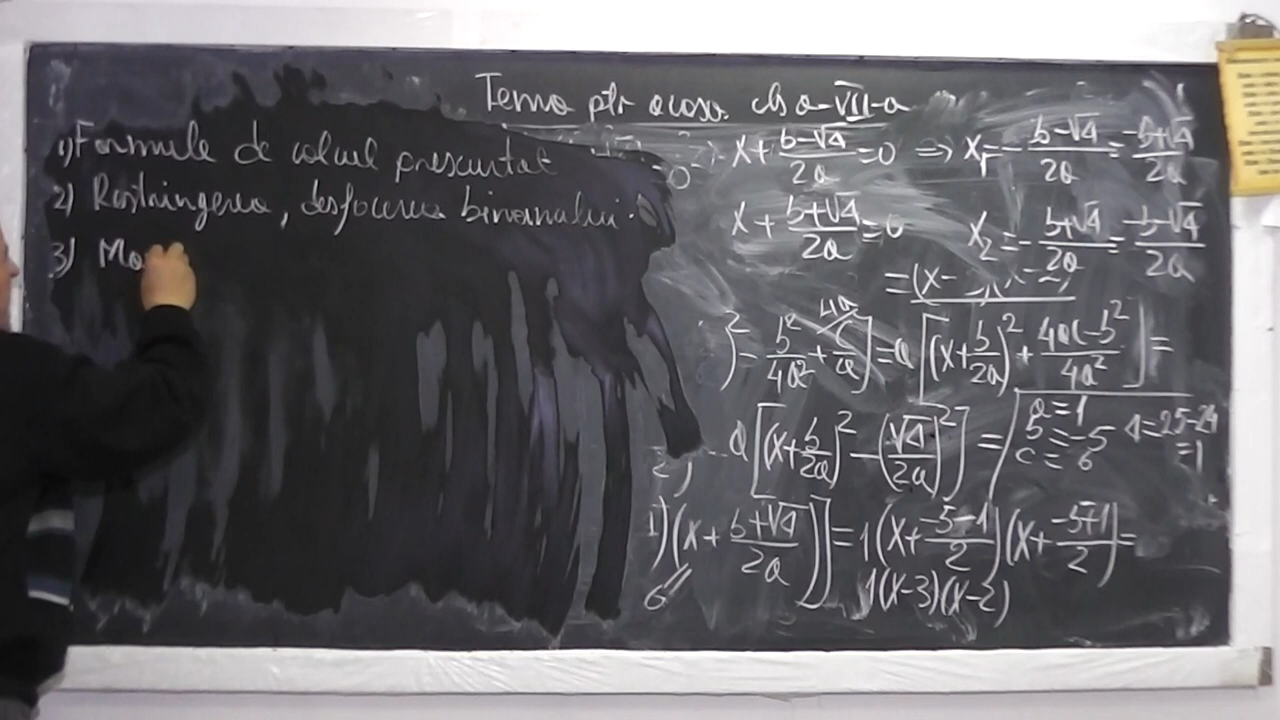 Tema ptr acasa cls a-VII-a
1) Formule de calcul prescurtat
2) Restrângerea, desfacerea binomului.
3) Mo
x+(b-√Δ)/2a=0 => x₁=-(b-√Δ)/2a=(-b+√Δ)/2a
x+(b+√Δ)/2a=0 x₂=-(b+√Δ)/2a=(-b-√Δ)/2a
=(x-
)²-b²/4a²+c/a]=a[(x+b/2a)²+(4ac-b²)/4a²]=
a[(x+b/2a)²-(√Δ/2a)²]=
a=1
b=-5
c=6
Δ=25-24
=1
(x+(b+√Δ)/2a)]=1(x+(-5-1)/2)(x+(-5+1)/2)=
1(x-3)(x-2)